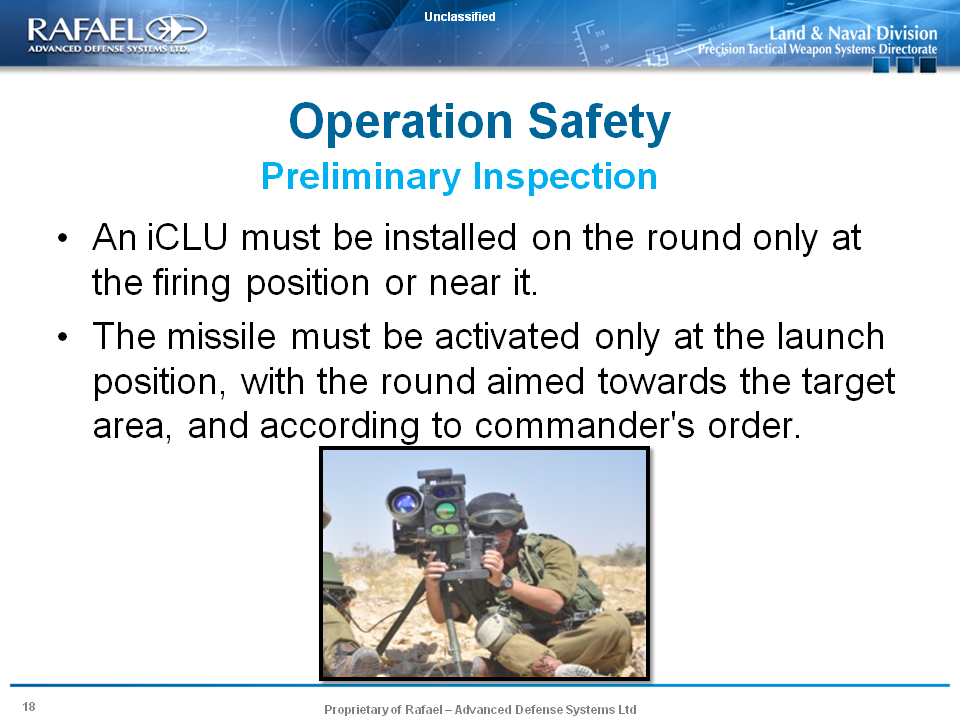 Unclassified
RAFAEL
ADVANCED DEFENSE SYSTEMS LTD.
Land & Naval Division
Precision Tactical Weapon Systems Directorate
Operation Safety
Preliminary Inspection
• An iCLU must be installed on the round only at
the firing position or near it.
• The missile must be activated only at the launch
position, with the round aimed towards the target
area, and according to commander's order.
18
Proprietary of Rafael – Advanced Defense Systems Ltd